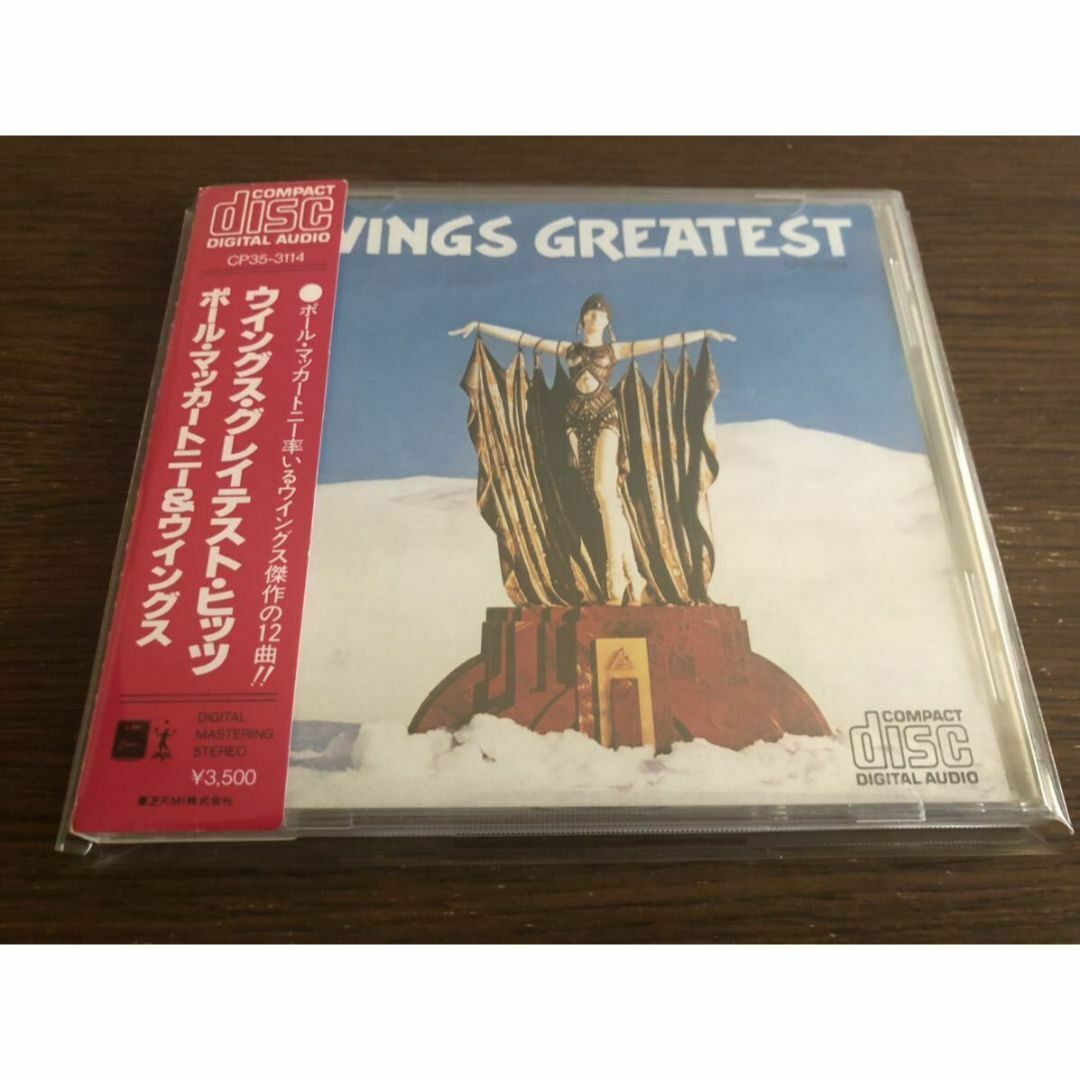 COMPACT
disc
DIGITAL AUDIO
CP35-3114
●ポール・マッカートニー率いるウイングス傑作の12曲!!
ウイングス・グレイテスト・ヒッツ
ポール・マッカートニー&ウイングス
DIGITAL
MASTERING
STEREO
¥3,500
東芝EMI株式会社
WINGS GREATEST
CP35-3114
COMPACT
disc
DIGITAL AUDIO